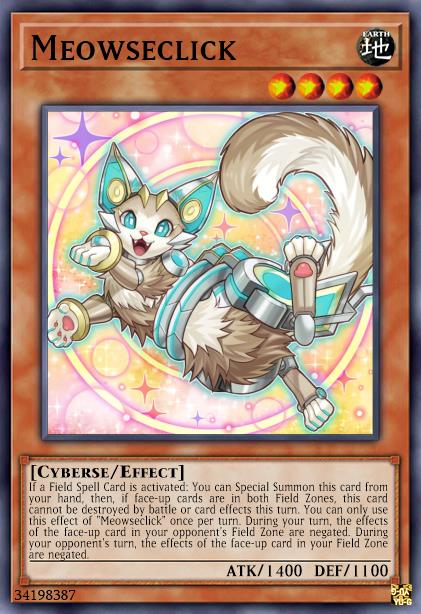 Meowseclick
EARTH
地
[Cyberse/Effect]
If a Field Spell Card is activated: You can Special Summon this card from
your hand, then, if face-up cards are in both Field Zones, this card
cannot be destroyed by battle or card effects this turn. You can only use
this effect of "Meowseclick" once per turn. During your turn, the effects
of the face-up card in your opponent's Field Zone are negated. During
your opponent's turn, the effects of the face-up card in your Field Zone
are negated.
ATK/1400 DEF/1100
34198387